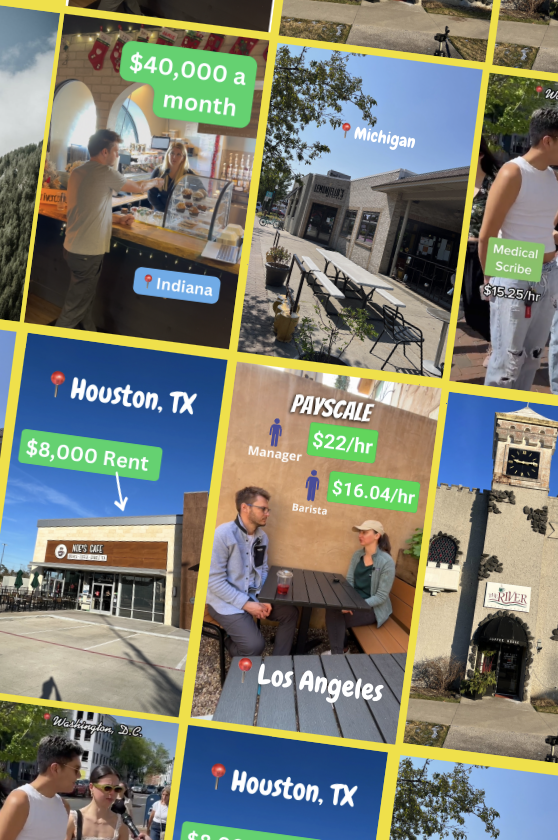 $40,000 a
month
📍Indiana
📍Michigan
Medical
Scribe
$15.25/hr
📍Houston, TX
$8,000 Rent
NOE'S CAFE
PAYSCALE
Manager
$22/hr
Barista
$16.04/hr
📍Los Angeles
RIVER
📍Washington, D.C.
📍Houston, TX